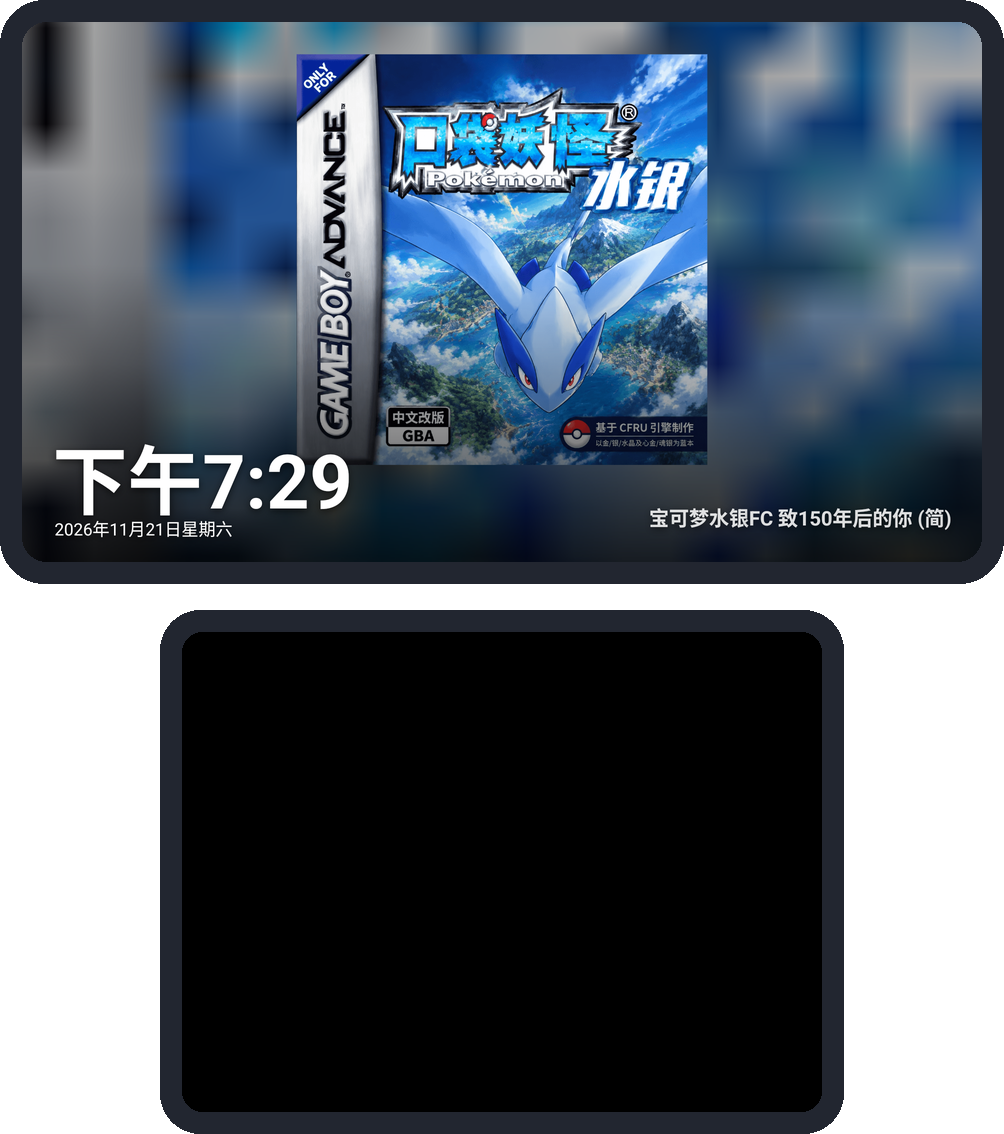 ONLY
FOR
GAME BOY ADVANCE™
口袋妖怪®
Pokémon
水银
中文改版
GBA
基于 CFRU 引擎制作
以金/银/水晶及心金/魂银为蓝本
下午7:29
2026年11月21日星期六
宝可梦水银FC 致150年后的你 (简)